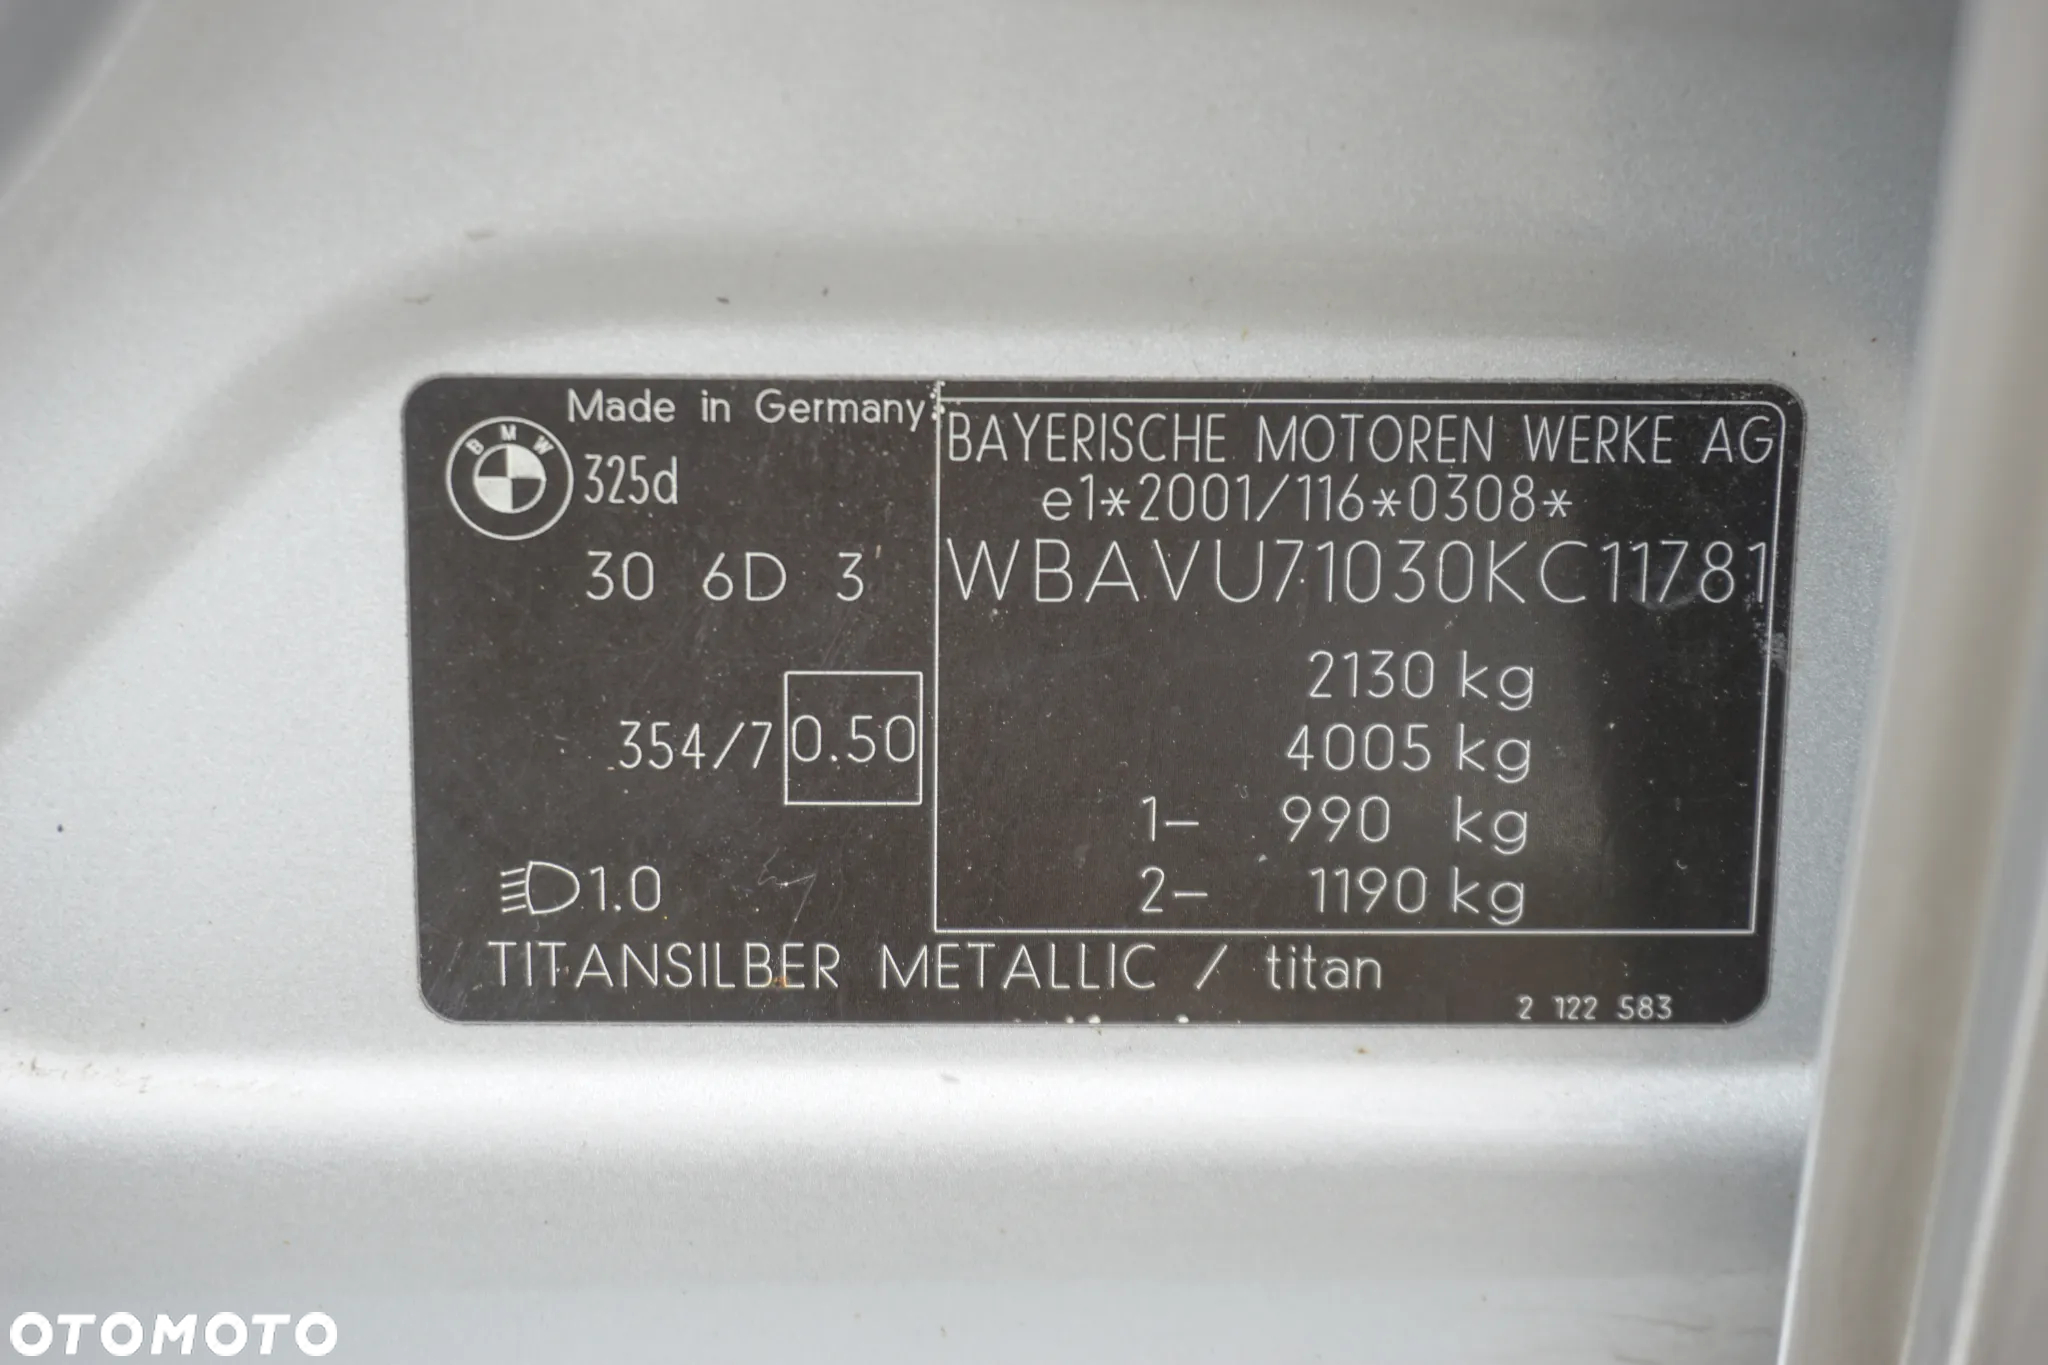 Made in Germany
BMW
325d
30 6D 3
354/7 0.50
1.0
BAYERISCHE MOTOREN WERKE AG
e1*2001/116*0308*
WBAVU71030KC11781
2130 kg
4005 kg
1- 990 kg
2- 1190 kg
TITANSILBER METALLIC / titan
2 122 583
OTOMOTO